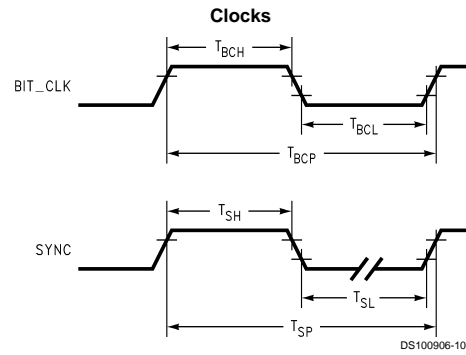 Clocks
T_BCH
BIT_CLK
T_BCL
T_BCP
T_SH
SYNC
T_SL
T_SP
DS100906-10